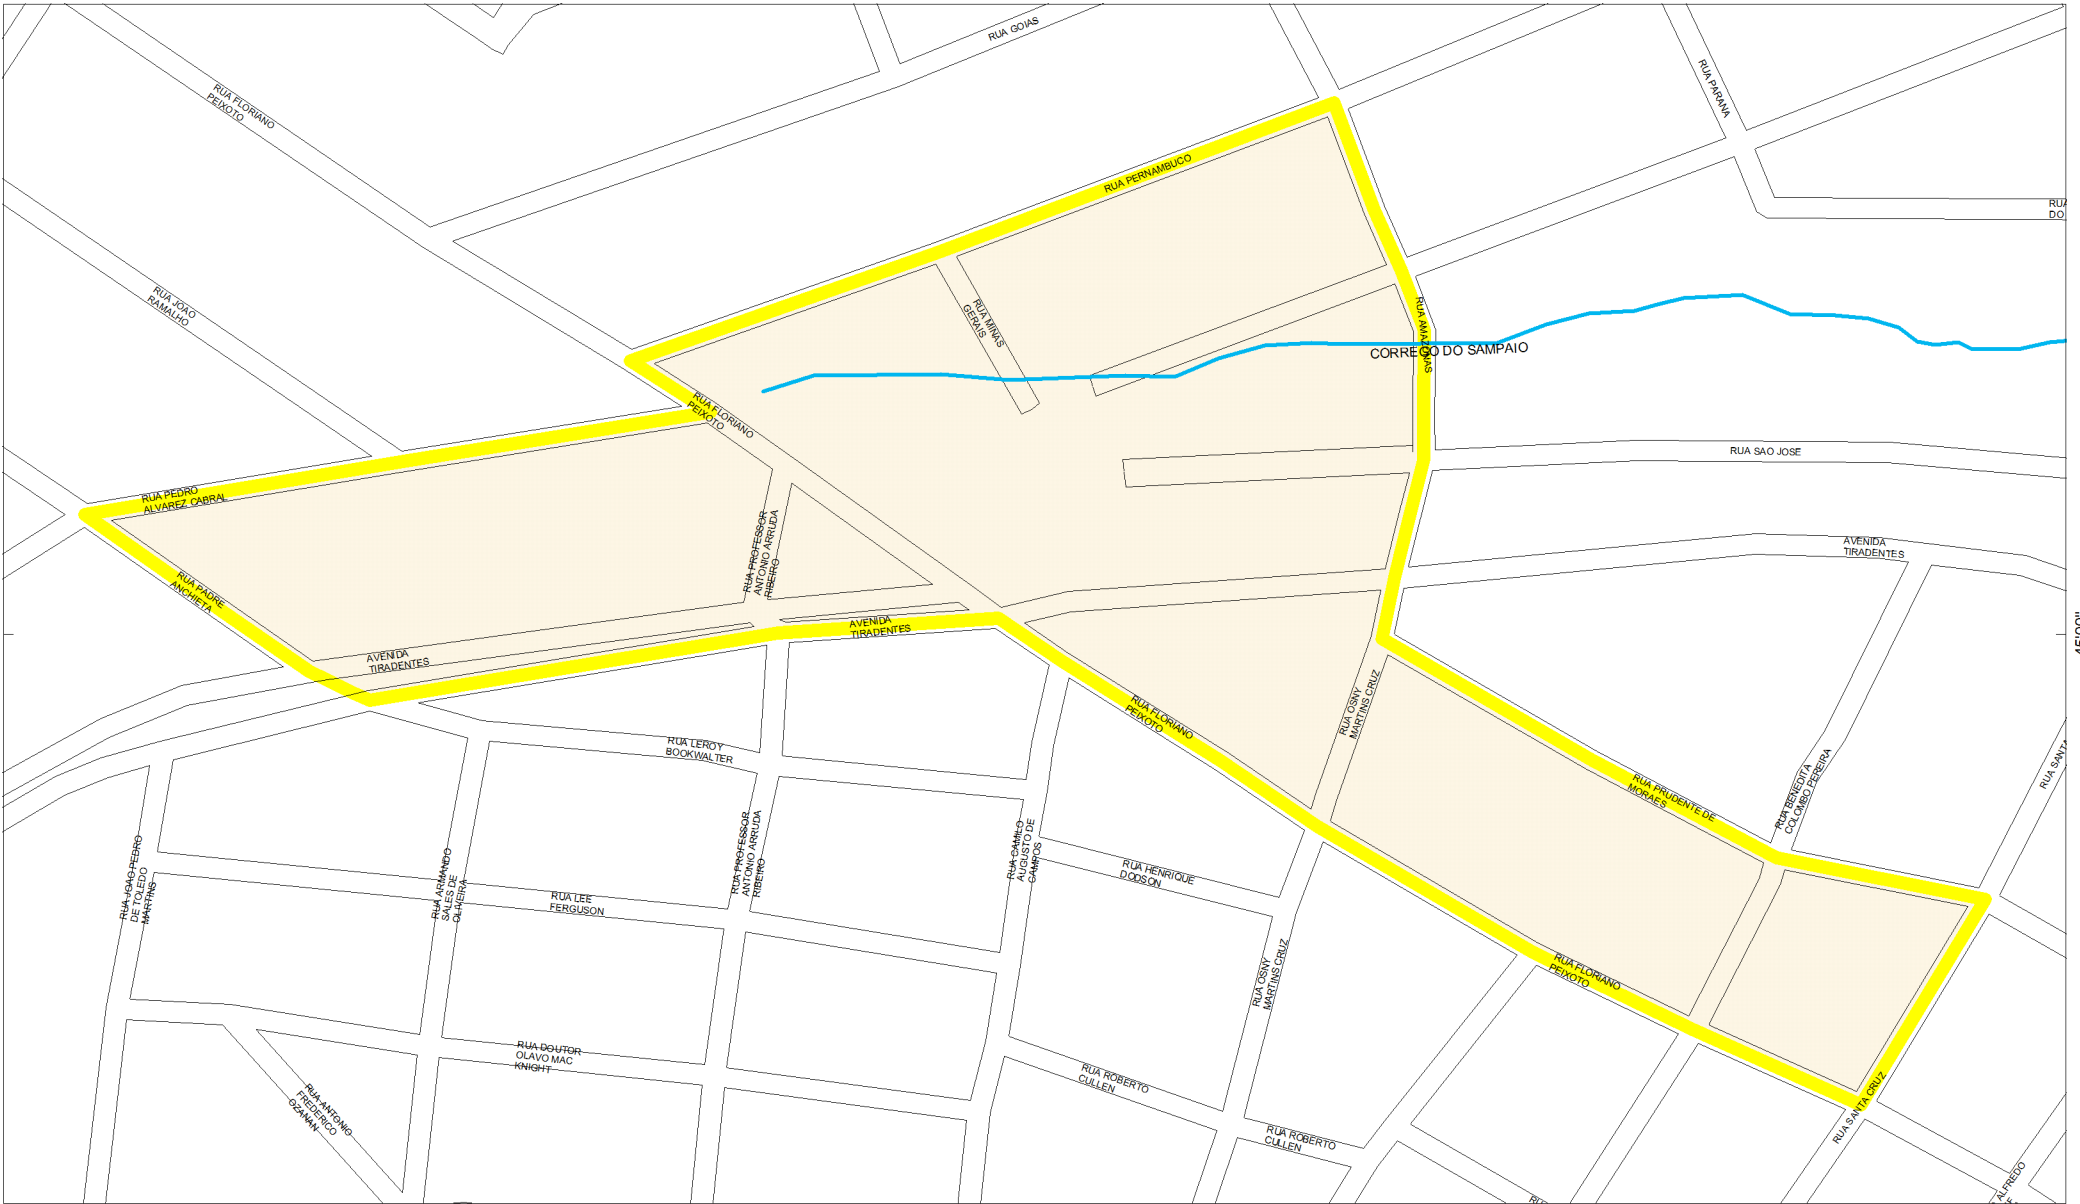 RUA GOIAS
RUA PARANA
RUA FLORIANO
PEIXOTO
RUA PERNAMBUCO
RUA
DO
RUA JOAO
RAMALHO
RUA MINAS
GERAIS
RUA AMAZONAS
CORREGO DO SAMPAIO
RUA FLORIANO
PEIXOTO
RUA SAO JOSE
RUA PEDRO
ALVAREZ CABRAL
RUA PROFESSOR
ANTONIO ARRUDA
RIBEIRO
AVENIDA
TIRADENTES
RUA PADRE
ANCHIETA
AVENIDA
TIRADENTES
AVENIDA
TIRADENTES
RUA OSNY
MARTINS CRUZ
RUA FLORIANO
PEIXOTO
RUA LEROY
BOOKWALTER
RUA PRUDENTE DE
MORAES
RUA BENEDITA
COLOMBO PEREIRA
RUA SANTA
RUA JOAO PEDRO
DE TOLEDO
MARTINS
RUA ARMANDO
SALES DE
OLIVEIRA
RUA PROFESSOR
ANTONIO ARRUDA
RIBEIRO
RUA CAMILO
AUGUSTO DE
CAMPOS
RUA HENRIQUE
DODSON
RUA LEE
FERGUSON
RUA OSNY
MARTINS CRUZ
RUA FLORIANO
PEIXOTO
RUA DOUTOR
OLAVO MAC
KNIGHT
RUA ROBERTO
CULLEN
RUA ANTONIO
FREDERICO
OZANAN
RUA ROBERTO
CULLEN
RUA SANTA CRUZ
ALFREDO